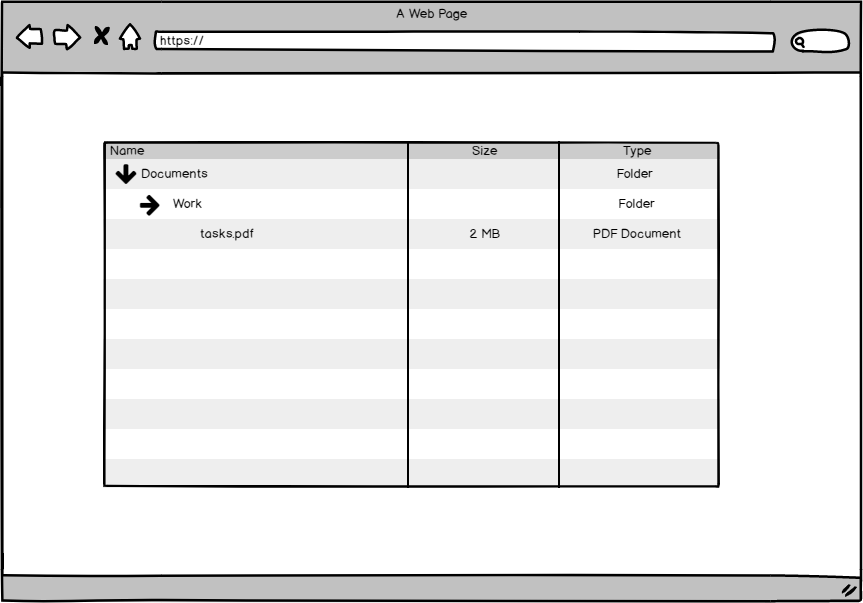 A Web Page
https://
Name Size Type
Documents Folder
Work Folder
tasks.pdf 2 MB PDF Document